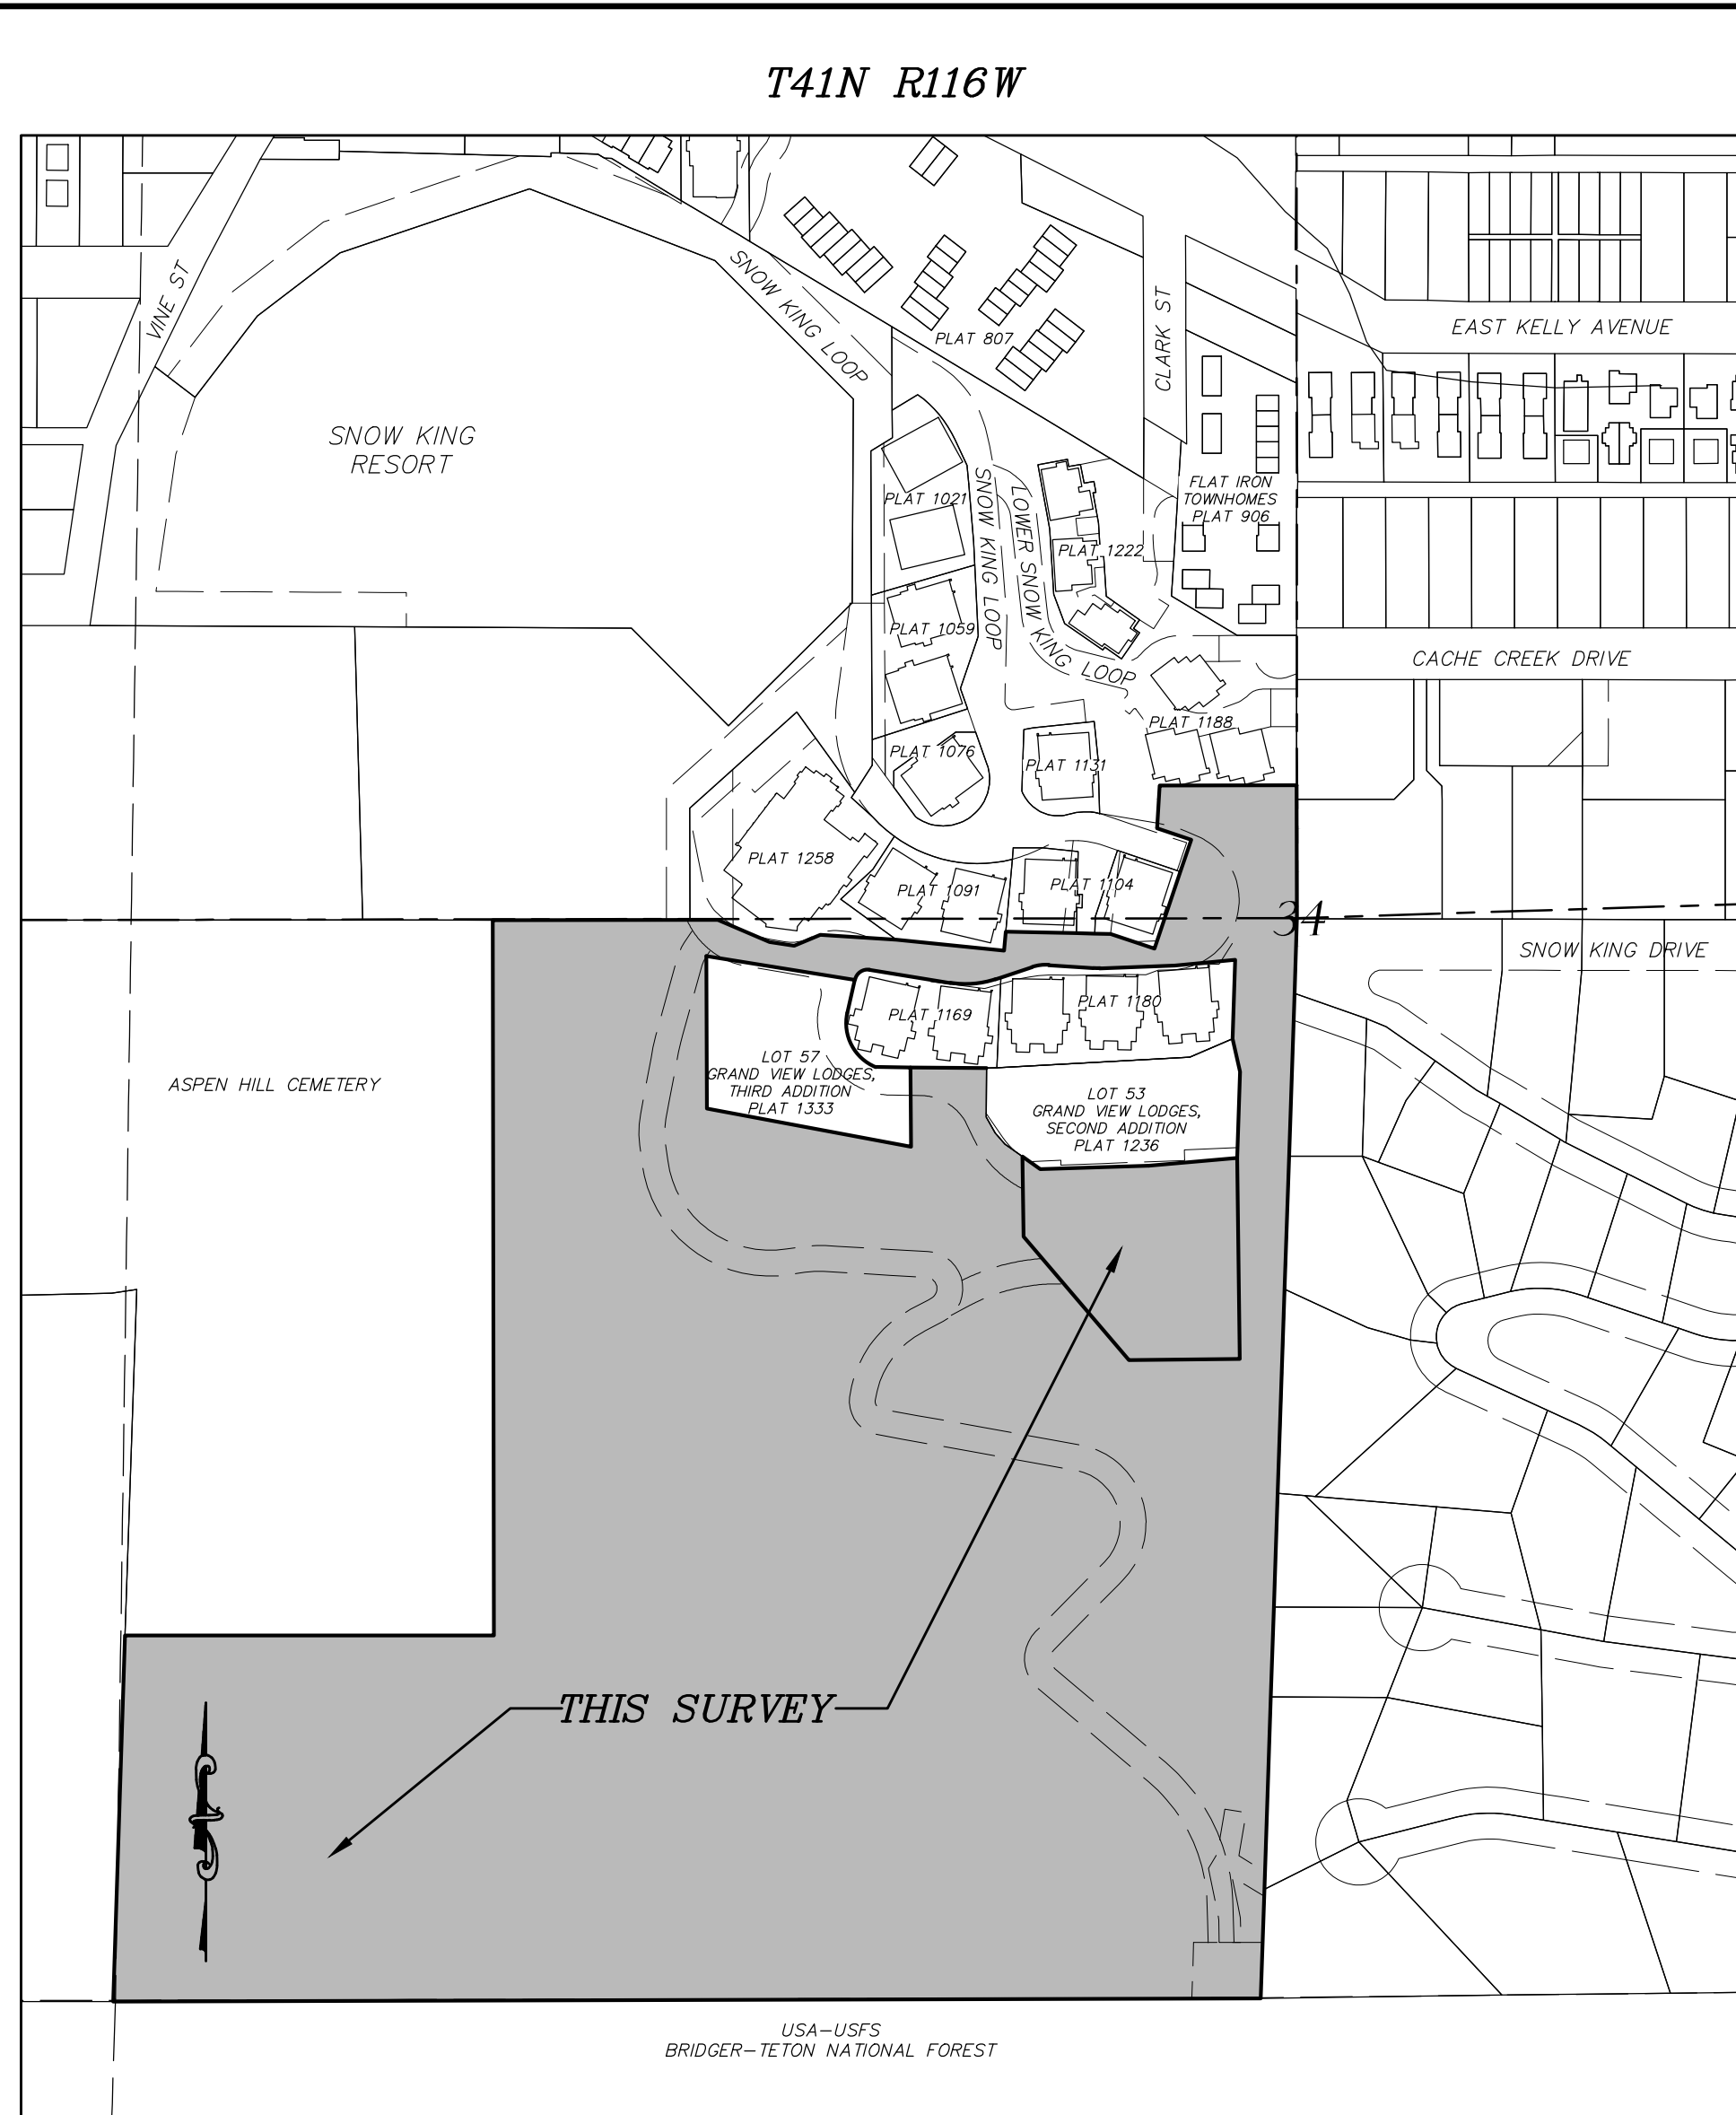 T41N R116W
VINE ST
SNOW KING LOOP
PLAT 807
CLARK ST
EAST KELLY AVENUE
SNOW KING
RESORT
PLAT 1021
SNOW KING LOOP
LOWER SNOW KING LOOP
FLAT IRON
TOWNHOMES
PLAT 906
PLAT 1222
PLAT 1059
CACHE CREEK DRIVE
PLAT 1188
PLAT 1076
PLAT 1131
PLAT 1258
PLAT 1091
PLAT 1104
34
SNOW KING DRIVE
PLAT 1169
PLAT 1180
ASPEN HILL CEMETERY
LOT 57
GRAND VIEW LODGES,
THIRD ADDITION
PLAT 1333
LOT 53
GRAND VIEW LODGES,
SECOND ADDITION
PLAT 1236
THIS SURVEY
USA-USFS
BRIDGER-TETON NATIONAL FOREST